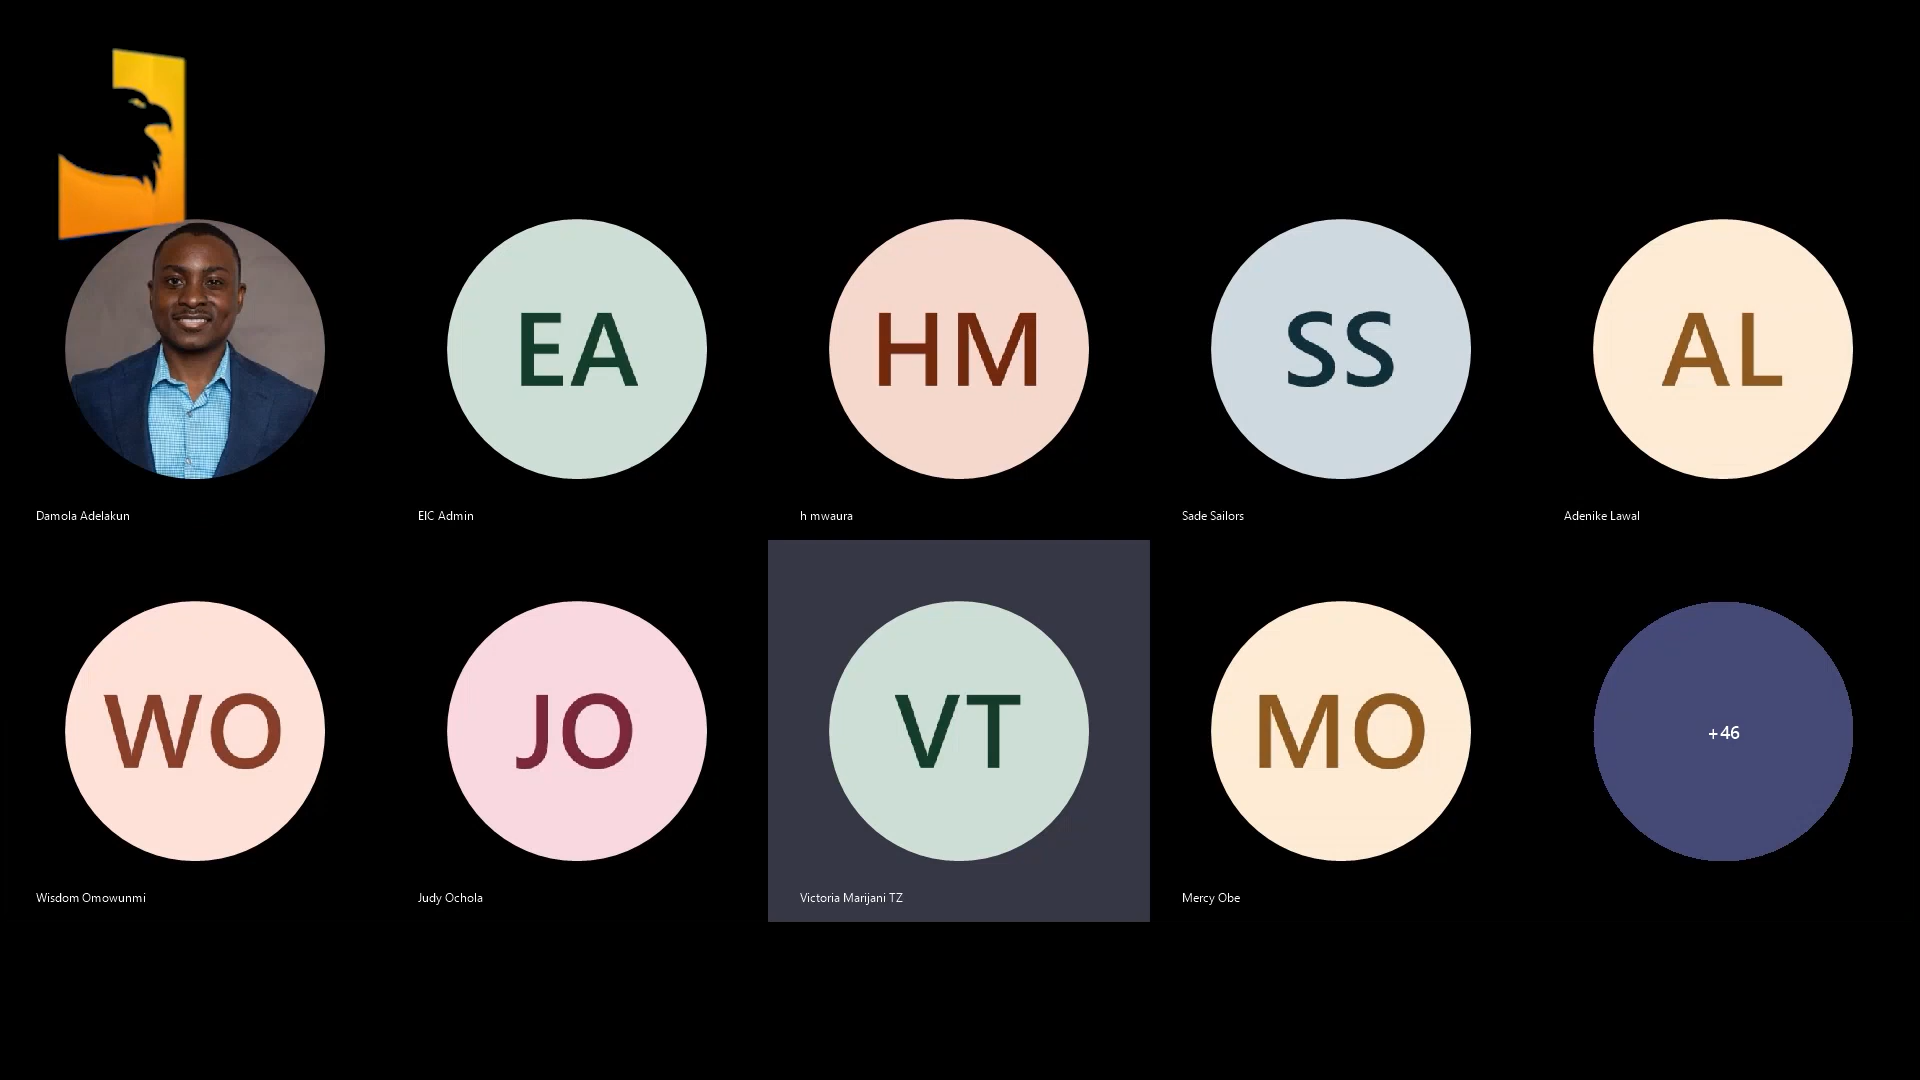 EA
HM
SS
AL
Damola Adelakun
EIC Admin
h mwaura
Sade Sailors
Adenike Lawal
WO
JO
VT
MO
+46
Wisdom Omowunmi
Judy Ochola
Victoria Marijani TZ
Mercy Obe